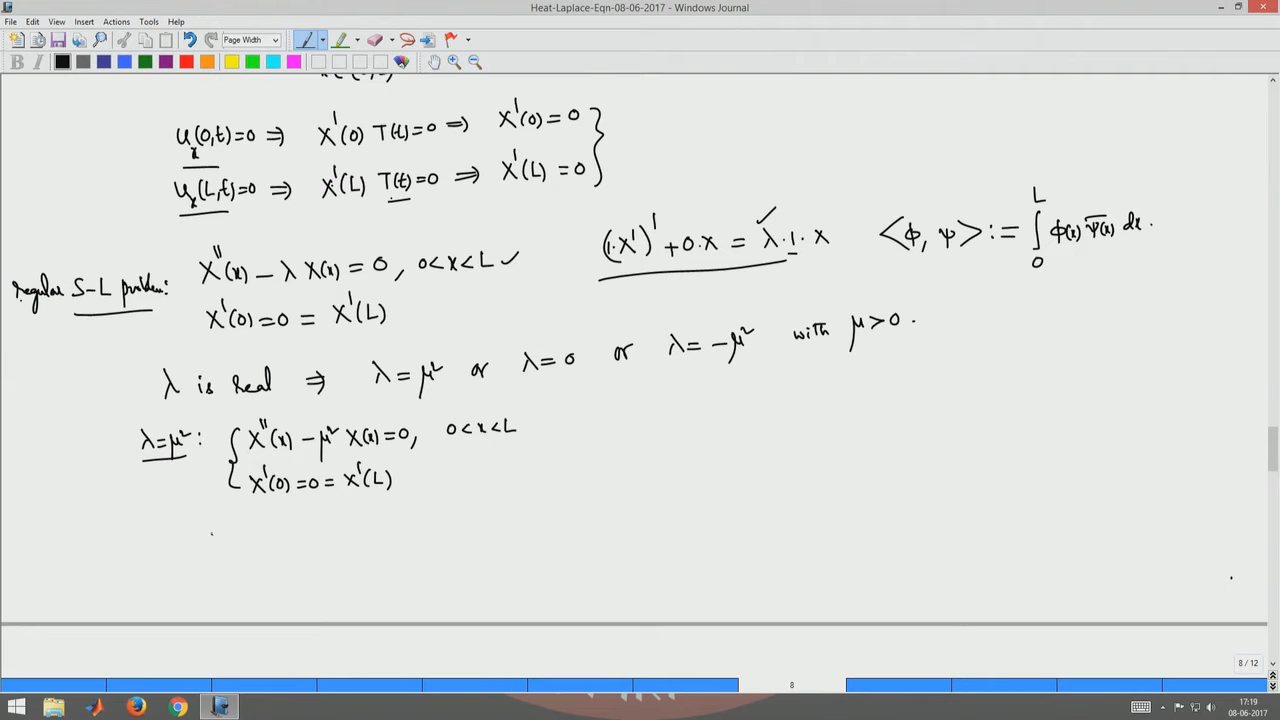 Heat-Laplace-Eqn-08-06-2017 - Windows Journal
File Edit View Insert Actions Tools Help
Page Width
B I
u_x(0,t)=0 ⇒ X'(0) T(t)=0 ⇒ X'(0)=0
u_x(L,t)=0 ⇒ X'(L) T(t)=0 ⇒ X'(L)=0
(1·X')' + 0·X = λ·1·X <φ, ψ> := ∫_0^L φ(x) ψ̅(x) dx.
Regular S-L problem: X''(x) - λ X(x) = 0, 0<x<L ✓
X'(0)=0 = X'(L)
λ is real ⇒ λ = μ² or λ = 0 or λ = -μ² with μ>0.
λ=μ²: X''(x) - μ² X(x)=0, 0<x<L
X'(0)=0= X'(L)
8 / 12
8
17:19
08-06-2017